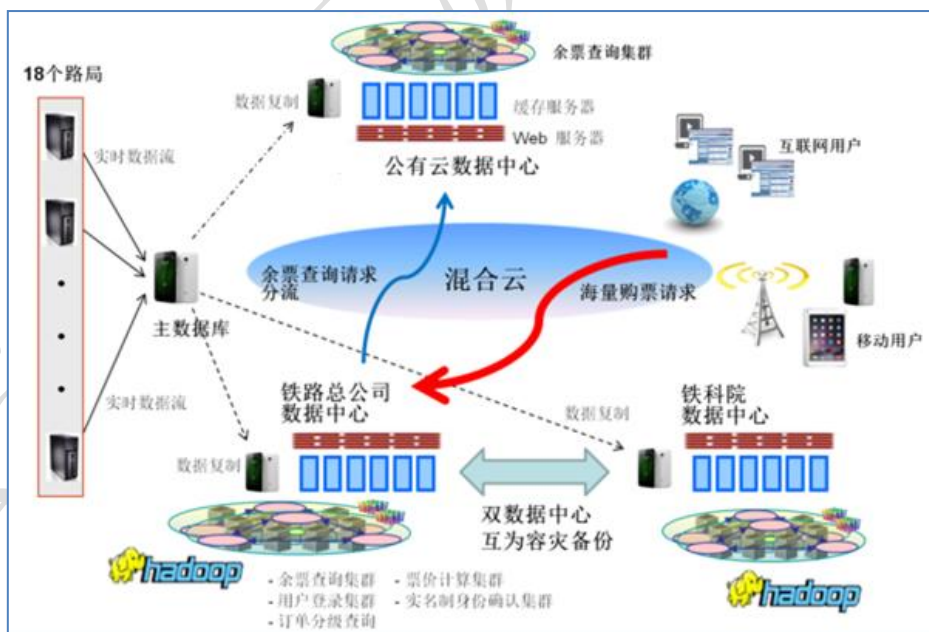 余票查询集群
18个路局
数据复制
缓存服务器
Web 服务器
实时数据流
公有云数据中心
互联网用户
余票查询请求
分流
混合云
海量购票请求
主数据库
移动用户
实时数据流
铁路总公司
数据中心
铁科院
数据中心
数据复制
数据复制
双数据中心
互为容灾备份
hadoop
- 余票查询集群
- 票价计算集群
- 用户登录集群
- 实名制身份确认集群
- 订单分级查询
hadoop